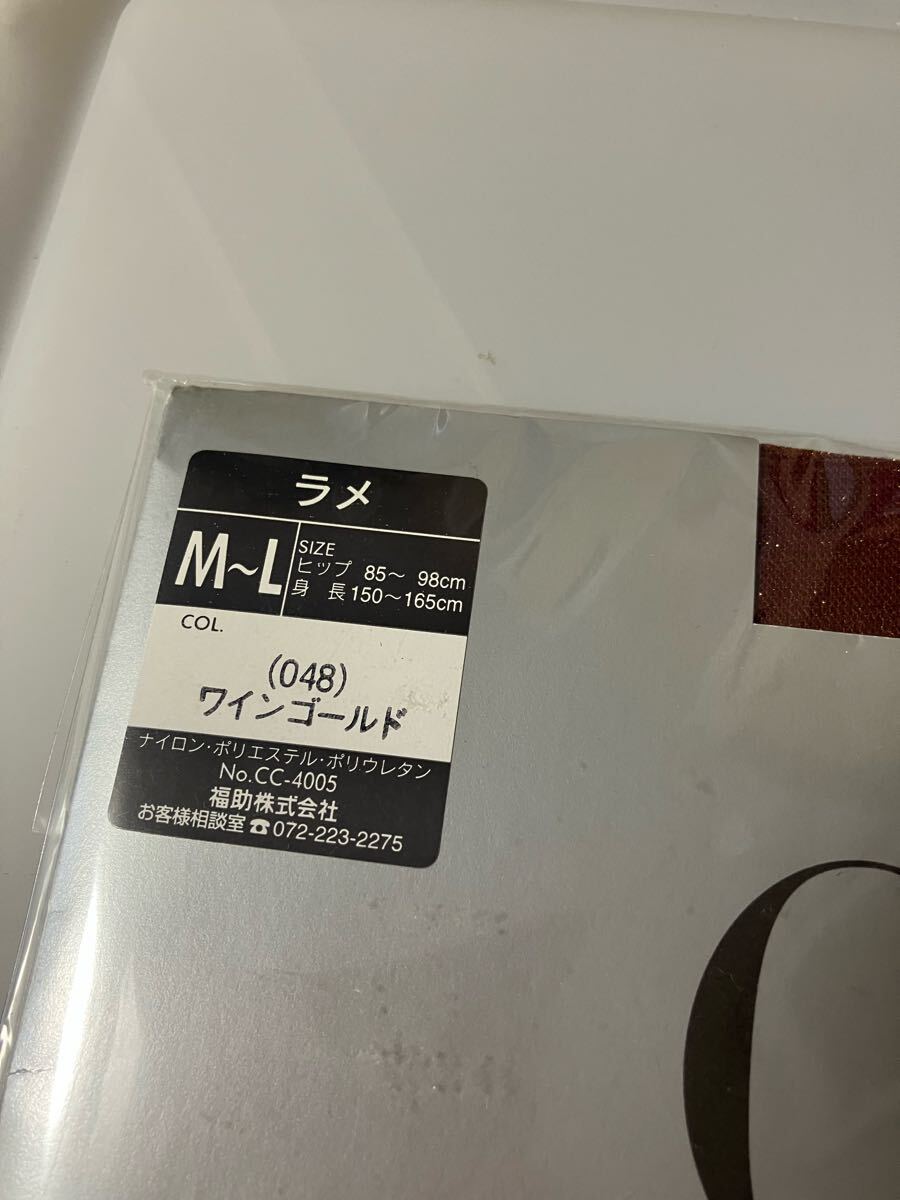 ラメ
M~L
SIZE
ヒップ 85~ 98cm
身 長 150~165cm
COL.
(048)
ワインゴールド
ナイロン・ポリエステル・ポリウレタン
No.CC-4005
福助株式会社
お客様相談室☎072-223-2275